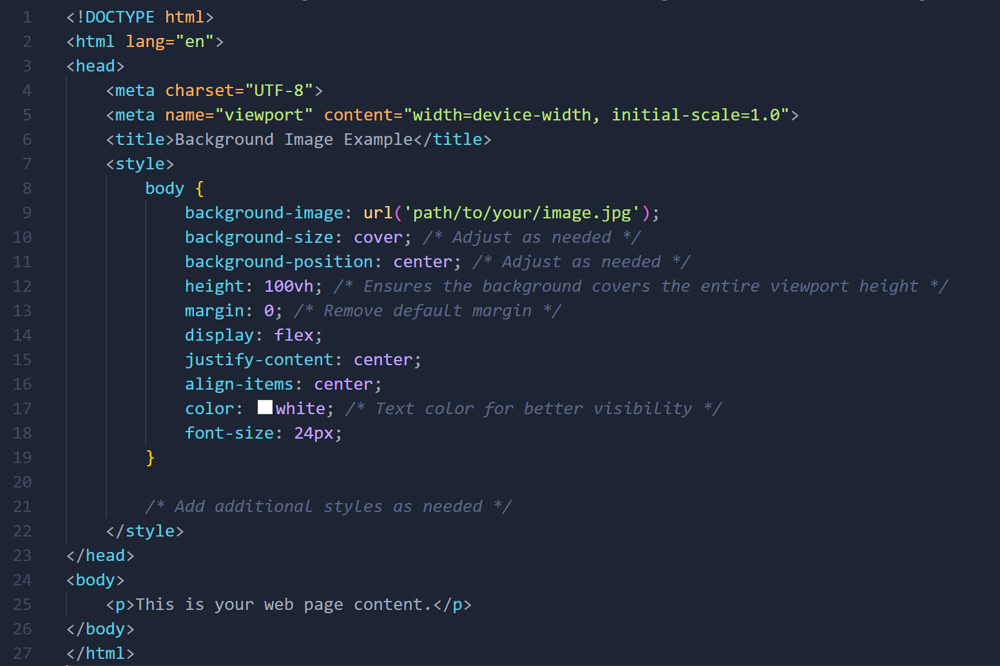 1 <!DOCTYPE html>
2 <html lang="en">
3 <head>
4     <meta charset="UTF-8">
5     <meta name="viewport" content="width=device-width, initial-scale=1.0">
6     <title>Background Image Example</title>
7     <style>
8         body {
9             background-image: url('path/to/your/image.jpg');
10             background-size: cover; /* Adjust as needed */
11             background-position: center; /* Adjust as needed */
12             height: 100vh; /* Ensures the background covers the entire viewport height */
13             margin: 0; /* Remove default margin */
14             display: flex;
15             justify-content: center;
16             align-items: center;
17             color: white; /* Text color for better visibility */
18             font-size: 24px;
19         }
20
21         /* Add additional styles as needed */
22     </style>
23 </head>
24 <body>
25     <p>This is your web page content.</p>
26 </body>
27 </html>